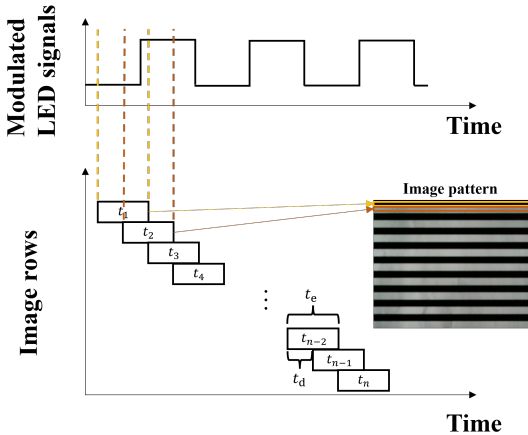 Modulated
LED signals
Time
Image pattern
Image rows
t₁
t₂
t₃
t₄
⋮
tₑ
tₙ₋₂
t_d
tₙ₋₁
tₙ
Time